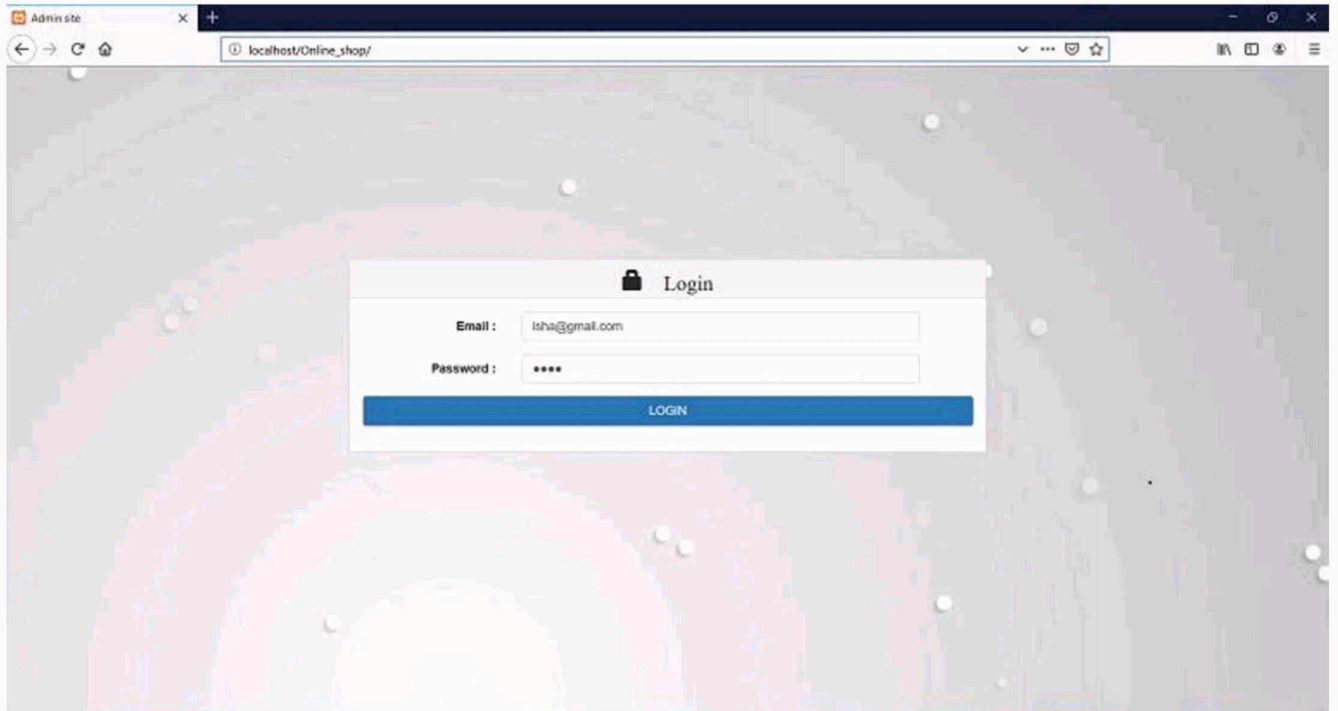 Admin site
localhost/Online_shop/
Login
Email :
isha@gmail.com
Password :
••••
LOGIN